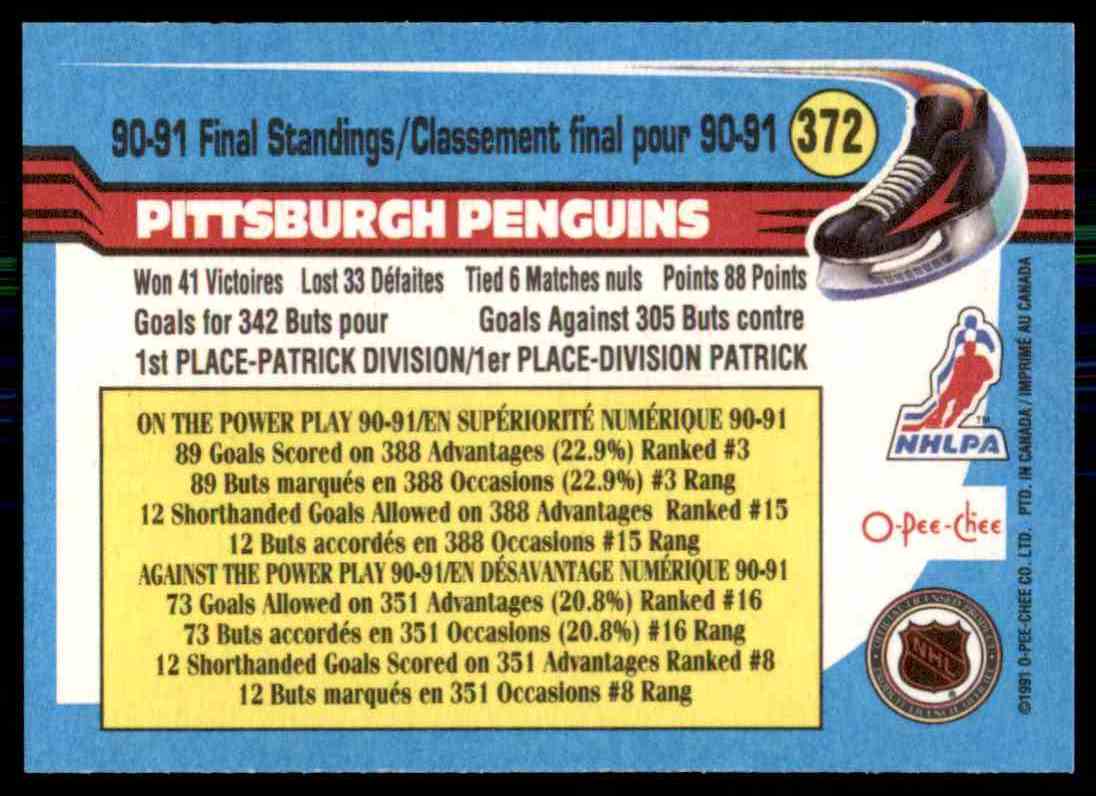 90-91 Final Standings/Classement final pour 90-91 372
PITTSBURGH PENGUINS
Won 41 Victoires Lost 33 Défaites Tied 6 Matches nuls Points 88 Points
Goals for 342 Buts pour Goals Against 305 Buts contre
1st PLACE-PATRICK DIVISION/1er PLACE-DIVISION PATRICK
ON THE POWER PLAY 90-91/EN SUPÉRIORITÉ NUMÉRIQUE 90-91
89 Goals Scored on 388 Advantages (22.9%) Ranked #3
89 Buts marqués en 388 Occasions (22.9%) #3 Rang
12 Shorthanded Goals Allowed on 388 Advantages Ranked #15
12 Buts accordés en 388 Occasions #15 Rang
AGAINST THE POWER PLAY 90-91/EN DÉSAVANTAGE NUMÉRIQUE 90-91
73 Goals Allowed on 351 Advantages (20.8%) Ranked #16
73 Buts accordés en 351 Occasions (20.8%) #16 Rang
12 Shorthanded Goals Scored on 351 Advantages Ranked #8
12 Buts marqués en 351 Occasions #8 Rang
TM
NHLPA
O-Pee-Chee
OFFICIAL LICENSED PRODUCT
NHL
®
©1991 O-PEE-CHEE CO. LTD. PTD. IN CANADA / IMPRIMÉ AU CANADA